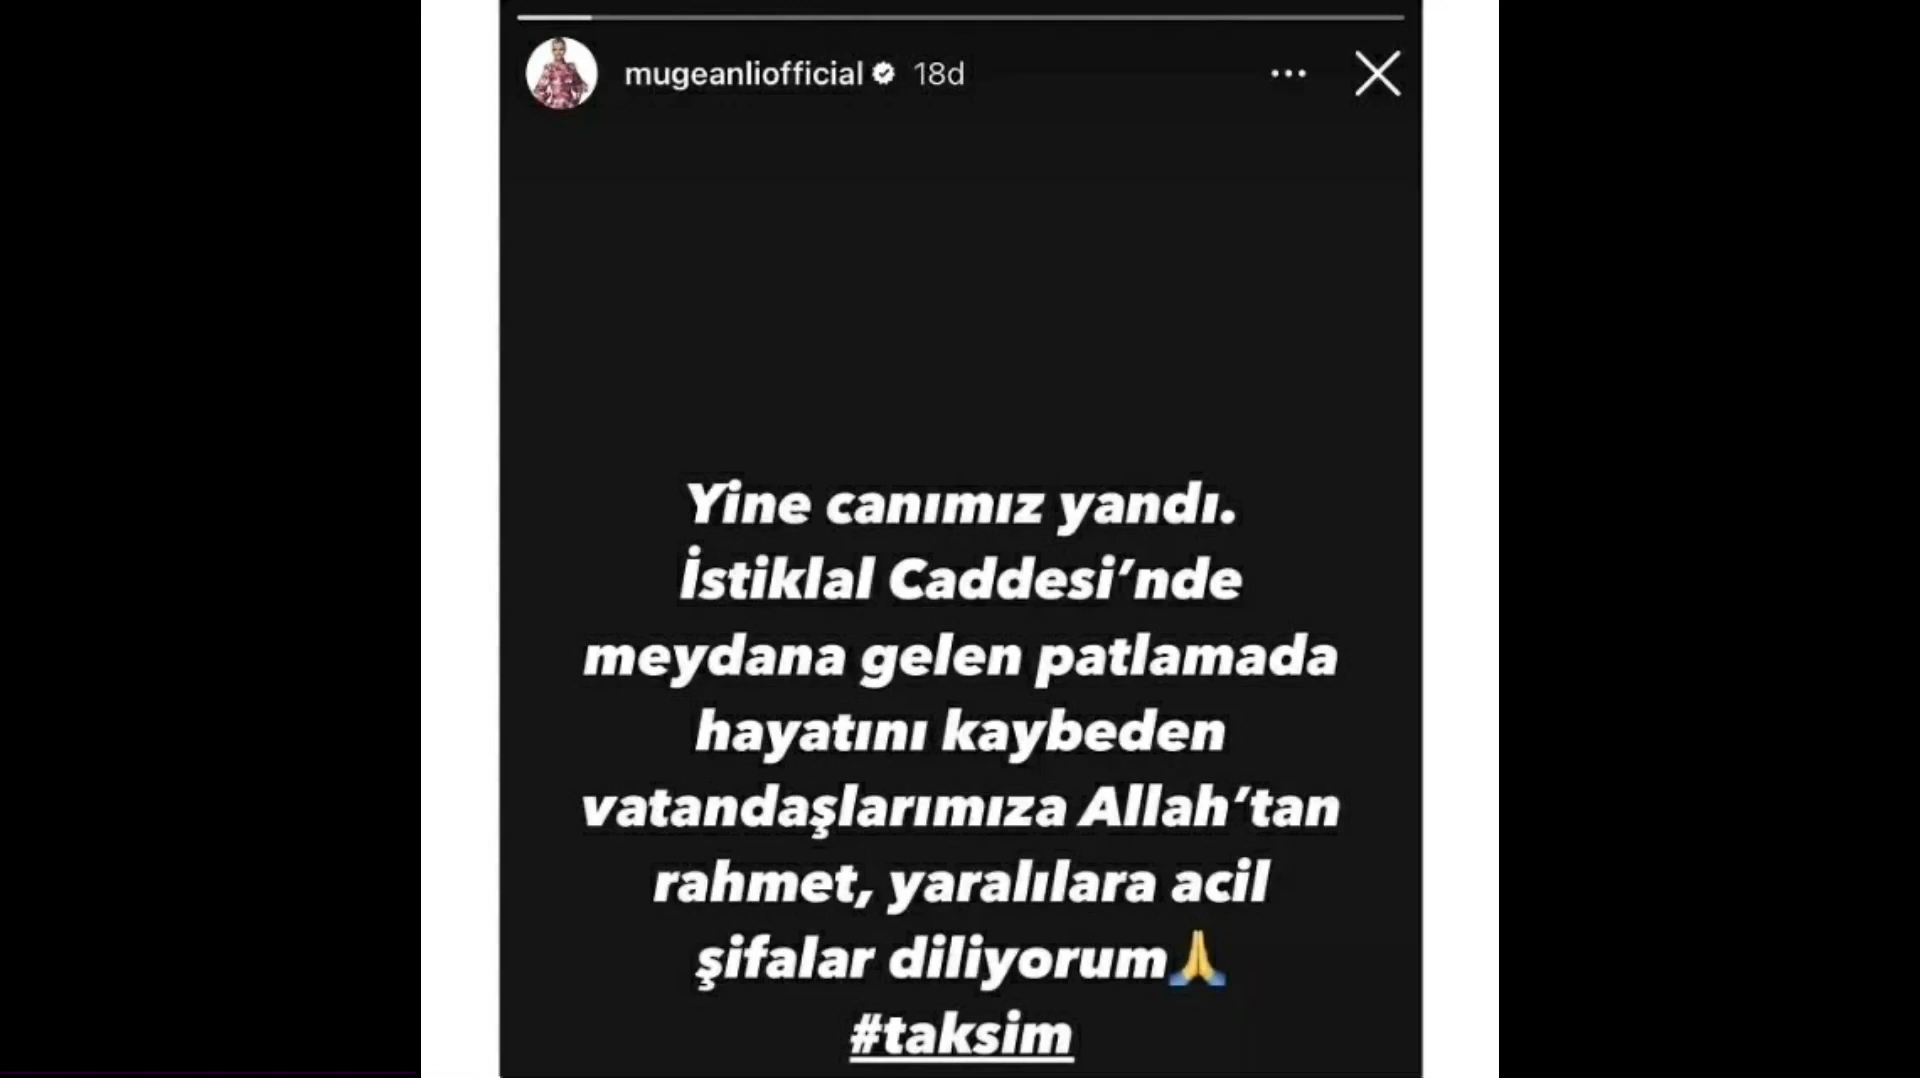 mugeanliofficial 18d
Yine canımız yandı.
İstiklal Caddesi’nde
meydana gelen patlamada
hayatını kaybeden
vatandaşlarımıza Allah’tan
rahmet, yaralılara acil
şifalar diliyorum🙏
#taksim